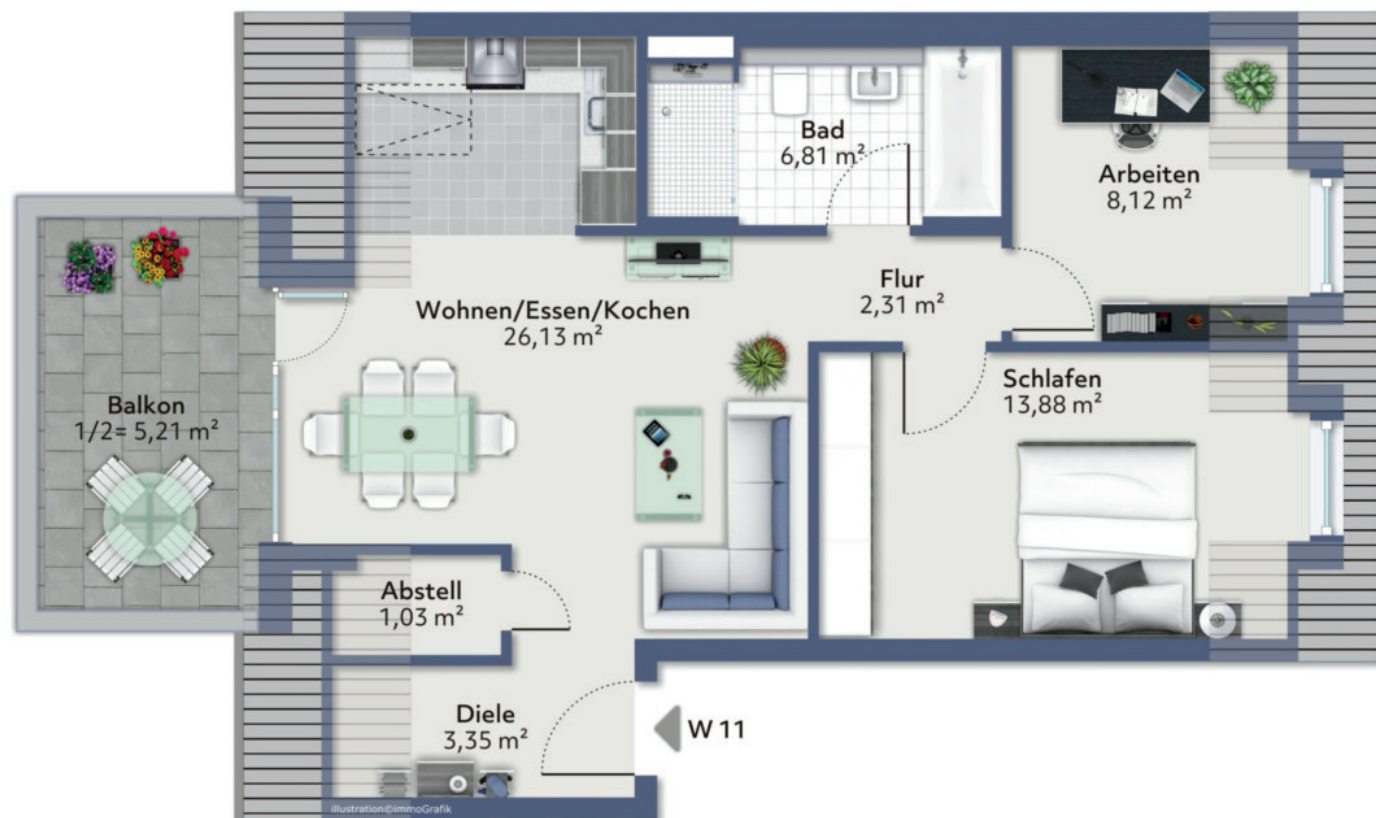 Bad
6,81 m²
Arbeiten
8,12 m²
Flur
2,31 m²
Wohnen/Essen/Kochen
26,13 m²
Balkon
1/2= 5,21 m²
Schlafen
13,88 m²
Abstell
1,03 m²
Diele
3,35 m²
W 11
illustration©immoGrafik